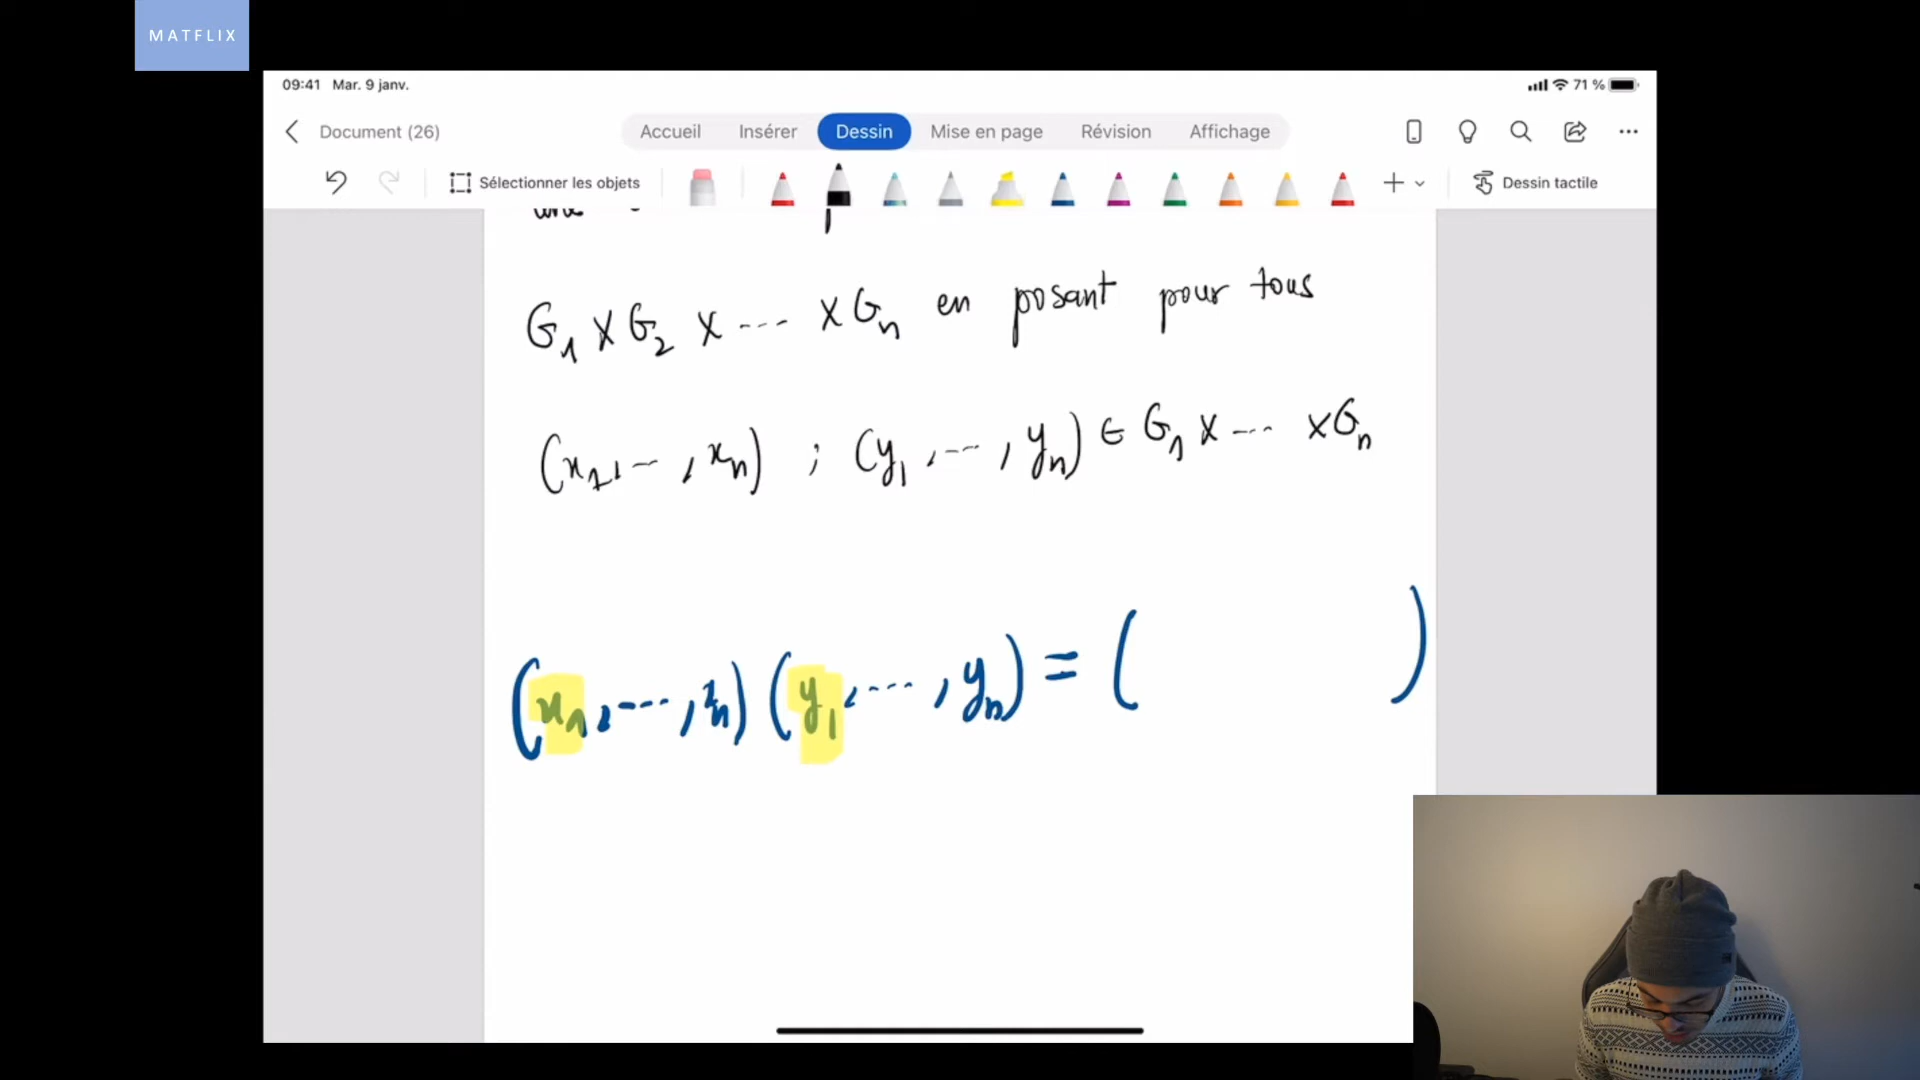 MATFLIX
09:41 Mar. 9 janv. 71 %
Document (26) Accueil Insérer Dessin Mise en page Révision Affichage
Sélectionner les objets Dessin tactile
une
G₁ X G₂ X ... X Gₙ en posant pour tous
(x₁, ..., xₙ) ; (y₁, ..., yₙ) ∈ G₁ X ... X Gₙ
(x₁, ..., xₙ) (y₁, ..., yₙ) = ( )